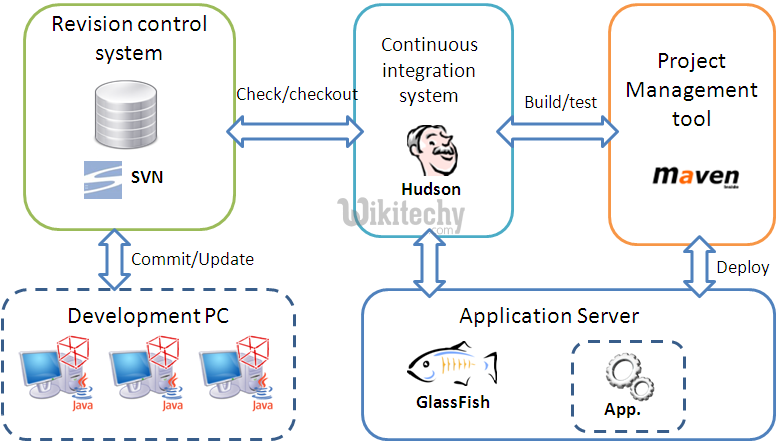 Revision control
system
SVN
Check/checkout
Continuous
integration
system
Hudson
Build/test
Project
Management
tool
maven
inside
Wikitechy
.com
Commit/Update
Deploy
Development PC
Java
Java
Java
Application Server
GlassFish
App.